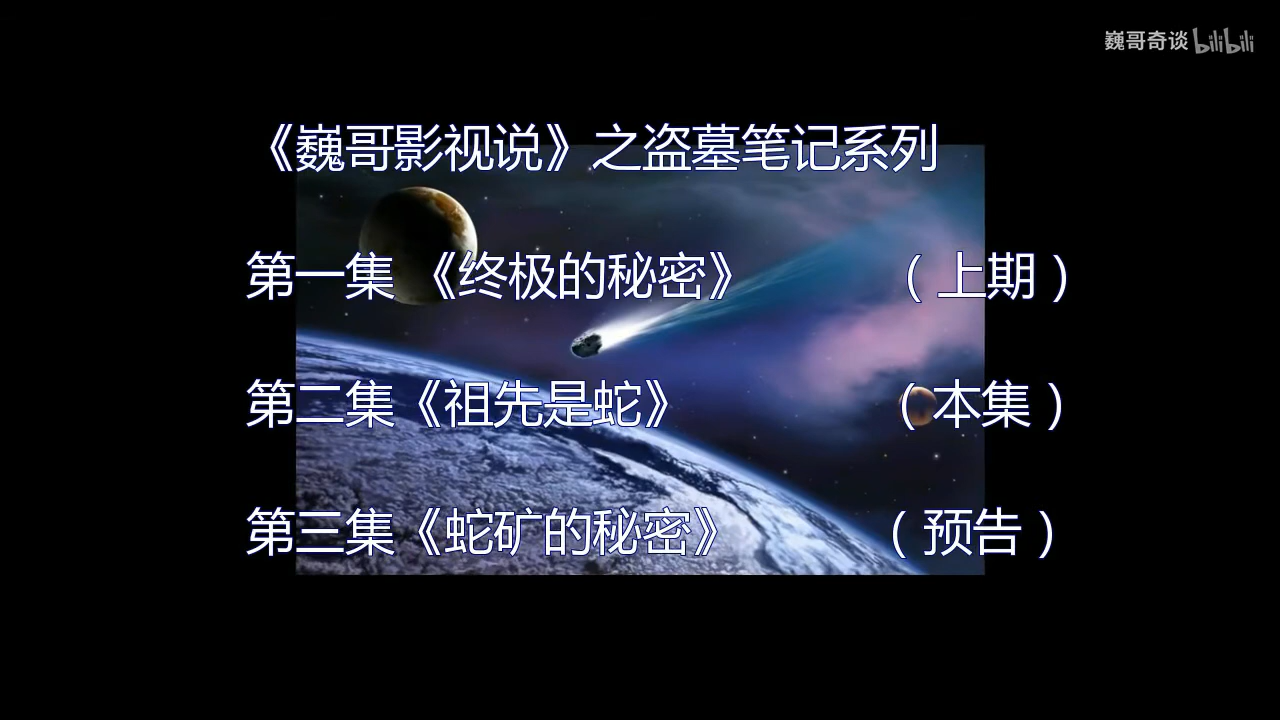 巍哥奇谈 bilibili
《巍哥影视说》之盗墓笔记系列
第一集 《终极的秘密》 （上期）
第二集《祖先是蛇》 （本集）
第三集《蛇矿的秘密》 （预告）